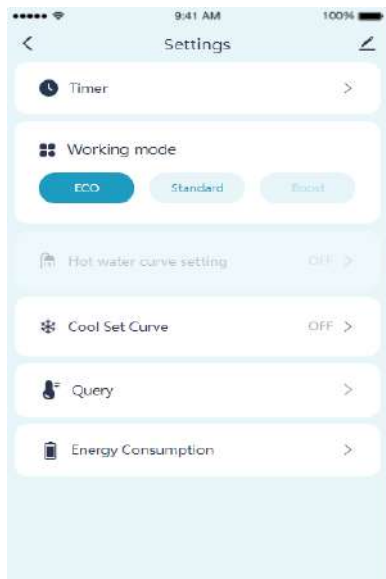 9:41 AM
100%
Settings
Timer
Working mode
ECO Standard Boost
Hot water curve setting OFF
Cool Set Curve OFF
Query
Energy Consumption